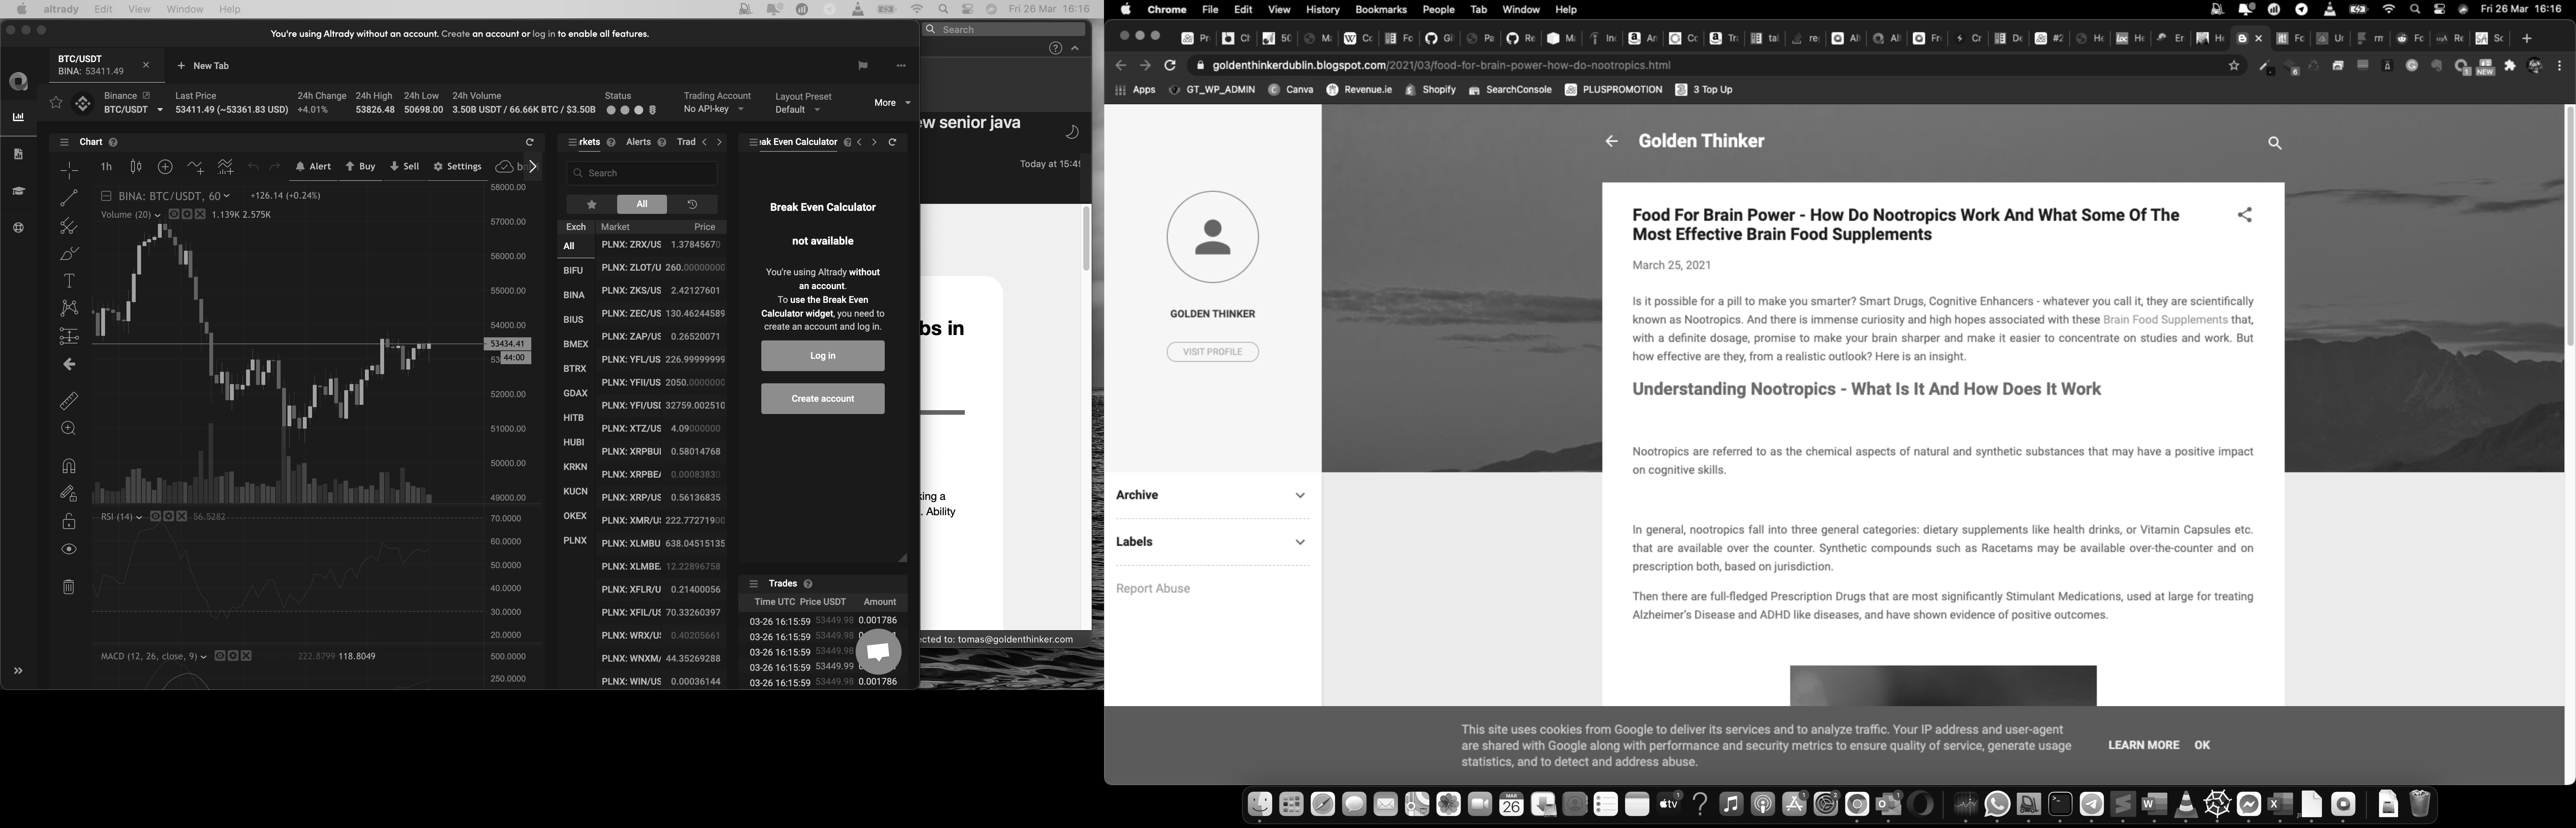 altrady Edit View Window Help
Fri 26 Mar 16:16
You're using Altrady without an account. Create an account or log in to enable all features.
Search
BTC/USDT
BINA: 53411.49
New Tab
Binance
BTC/USDT
Last Price
53411.49 (~53361.83 USD)
24h Change
+4.01%
24h High
53826.48
24h Low
50698.00
24h Volume
3.50B USDT / 66.66K BTC / $3.50B
Status
Trading Account
No API-key
Layout Preset
Default
More
Chart
1h
Alert Buy Sell Settings
BINA: BTC/USDT, 60 +126.14 (+0.24%)
Volume (20) 1.139K 2.575K
58000.00
57000.00
56000.00
55000.00
54000.00
53434.41
44:00
52000.00
51000.00
50000.00
49000.00
RSI (14) 56.5282
70.0000
60.0000
50.0000
40.0000
30.0000
20.0000
MACD (12, 26, close, 9) 222.8799 118.8049
500.0000
250.0000
rkets Alerts Trad
Search
All
Exch Market Price
All
BIFU
BINA
BIUS
BMEX
BTRX
GDAX
HITB
HUBI
KRKN
KUCN
OKEX
PLNX
PLNX: ZRX/US 1.37845670
PLNX: ZLOT/U 260.00000000
PLNX: ZKS/US 2.42127601
PLNX: ZEC/US 130.46244589
PLNX: ZAP/US 0.26520071
PLNX: YFL/US 226.99999999
PLNX: YFII/US 2050.0000000
PLNX: YFI/USD 32759.002510
PLNX: XTZ/US 4.09000000
PLNX: XRPBUI 0.58014768
PLNX: XRPBEA 0.00083830
PLNX: XRP/US 0.56136835
PLNX: XMR/US 222.77271900
PLNX: XLMBU 638.04515135
PLNX: XLMBE 12.22896758
PLNX: XFLR/U 0.21400056
PLNX: XFIL/US 70.33260397
PLNX: WRX/US 0.40205661
PLNX: WNXM/ 44.35269288
PLNX: WIN/US 0.00036144
eak Even Calculator
Break Even Calculator
not available
You're using Altrady without
an account.
To use the Break Even
Calculator widget, you need to
create an account and log in.
Log in
Create account
Trades
Time UTC Price USDT Amount
03-26 16:15:59 53449.98 0.001786
03-26 16:15:59 53449.98
03-26 16:15:59 53449.98
03-26 16:15:59 53449.99
03-26 16:15:59 53449.98 0.001786
ew senior java
Today at 15:49
bs in
king a
. Ability
ected to: tomas@goldenthinker.com
Chrome File Edit View History Bookmarks People Tab Window Help
Fri 26 Mar 16:16
goldenthinkerdublin.blogspot.com/2021/03/food-for-brain-power-how-do-nootropics.html
Apps GT_WP_ADMIN Canva Revenue.ie Shopify SearchConsole PLUSPROMOTION 3 Top Up
Golden Thinker
GOLDEN THINKER
VISIT PROFILE
Archive
Labels
Report Abuse
Food For Brain Power - How Do Nootropics Work And What Some Of The
Most Effective Brain Food Supplements
March 25, 2021
Is it possible for a pill to make you smarter? Smart Drugs, Cognitive Enhancers - whatever you call it, they are scientifically
known as Nootropics. And there is immense curiosity and high hopes associated with these Brain Food Supplements that,
with a definite dosage, promise to make your brain sharper and make it easier to concentrate on studies and work. But
how effective are they, from a realistic outlook? Here is an insight.
Understanding Nootropics - What Is It And How Does It Work
Nootropics are referred to as the chemical aspects of natural and synthetic substances that may have a positive impact
on cognitive skills.
In general, nootropics fall into three general categories: dietary supplements like health drinks, or Vitamin Capsules etc.
that are available over the counter. Synthetic compounds such as Racetams may be available over-the-counter and on
prescription both, based on jurisdiction.
Then there are full-fledged Prescription Drugs that are most significantly Stimulant Medications, used at large for treating
Alzheimer's Disease and ADHD like diseases, and have shown evidence of positive outcomes.
This site uses cookies from Google to deliver its services and to analyze traffic. Your IP address and user-agent
are shared with Google along with performance and security metrics to ensure quality of service, generate usage
statistics, and to detect and address abuse.
LEARN MORE OK